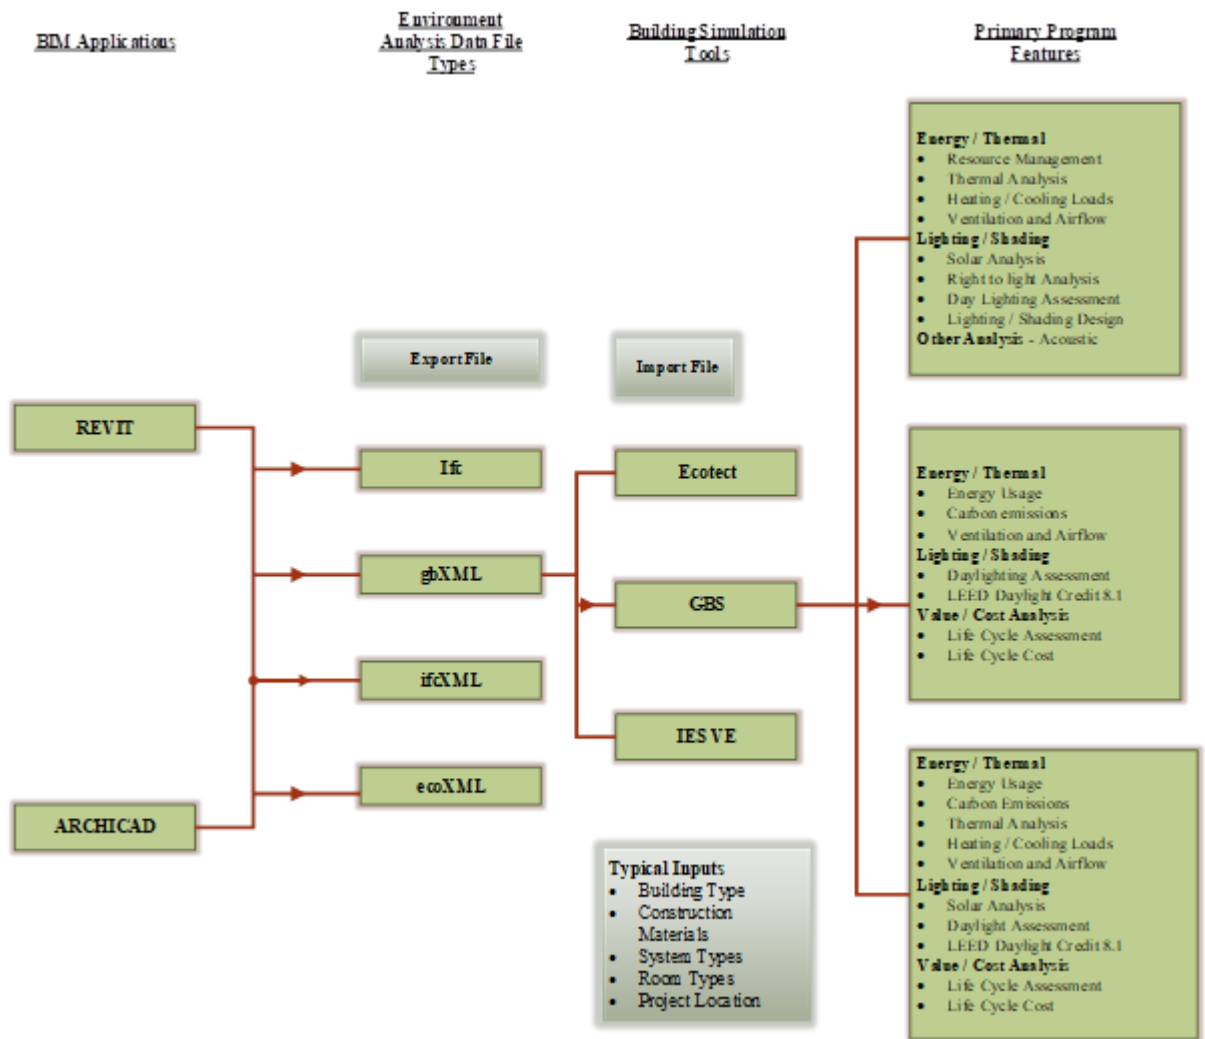 BIM Applications
Environment
Analysis Data File
Types
Building Simulation
Tools
Primary Program
Features
Energy / Thermal
• Resource Management
• Thermal Analysis
• Heating / Cooling Loads
• Ventilation and Airflow
Lighting / Shading
• Solar Analysis
• Right to light Analysis
• Day Lighting Assessment
• Lighting / Shading Design
Other Analysis - Acoustic
Export File
Import File
REVIT
Ifc
gbXML
ifcXML
ecoXML
ARCHICAD
Ecotect
GBS
IES VE
Energy / Thermal
• Energy Usage
• Carbon emissions
• Ventilation and Airflow
Lighting / Shading
• Daylighting Assessment
• LEED Daylight Credit 8.1
Value / Cost Analysis
• Life Cycle Assessment
• Life Cycle Cost
Typical Inputs
• Building Type
• Construction
Materials
• System Types
• Room Types
• Project Location
Energy / Thermal
• Energy Usage
• Carbon Emissions
• Thermal Analysis
• Heating / Cooling Loads
• Ventilation and Airflow
Lighting / Shading
• Solar Analysis
• Daylight Assessment
• LEED Daylight Credit 8.1
Value / Cost Analysis
• Life Cycle Assessment
• Life Cycle Cost